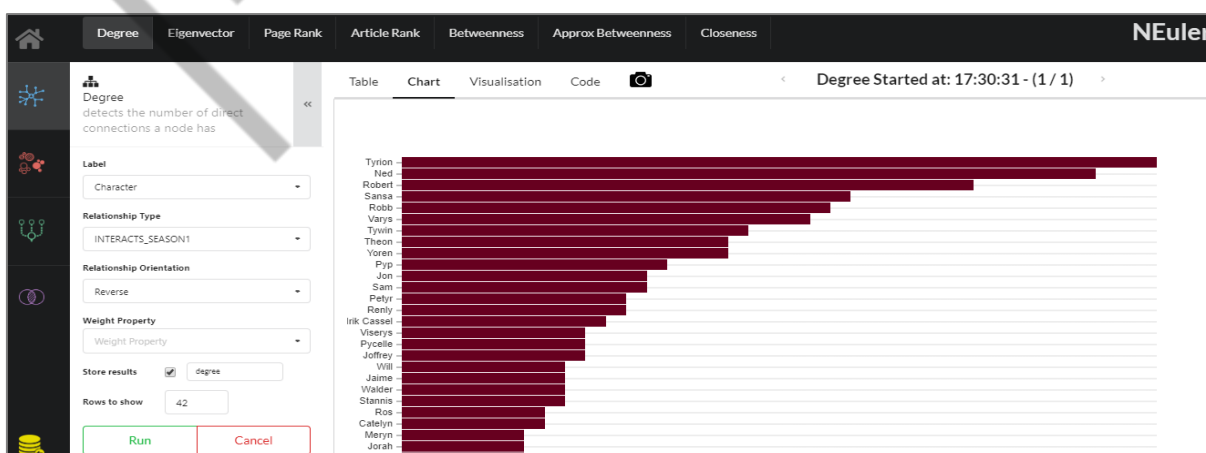 Degree Eigenvector Page Rank Article Rank Betweenness Approx Betweenness Closeness NEuler
Degree
detects the number of direct
connections a node has
«
Label
Character
Relationship Type
INTERACTS_SEASON1
Relationship Orientation
Reverse
Weight Property
Weight Property
Store results degree
Rows to show 42
Run Cancel
Table Chart Visualisation Code ‹ Degree Started at: 17:30:31 - (1 / 1) ›
Tyrion
Ned
Robert
Sansa
Robb
Varys
Tywin
Theon
Yoren
Pyp
Jon
Sam
Petyr
Renly
Irik Cassel
Viserys
Pycelle
Joffrey
Will
Jaime
Walder
Stannis
Ros
Catelyn
Meryn
Jorah